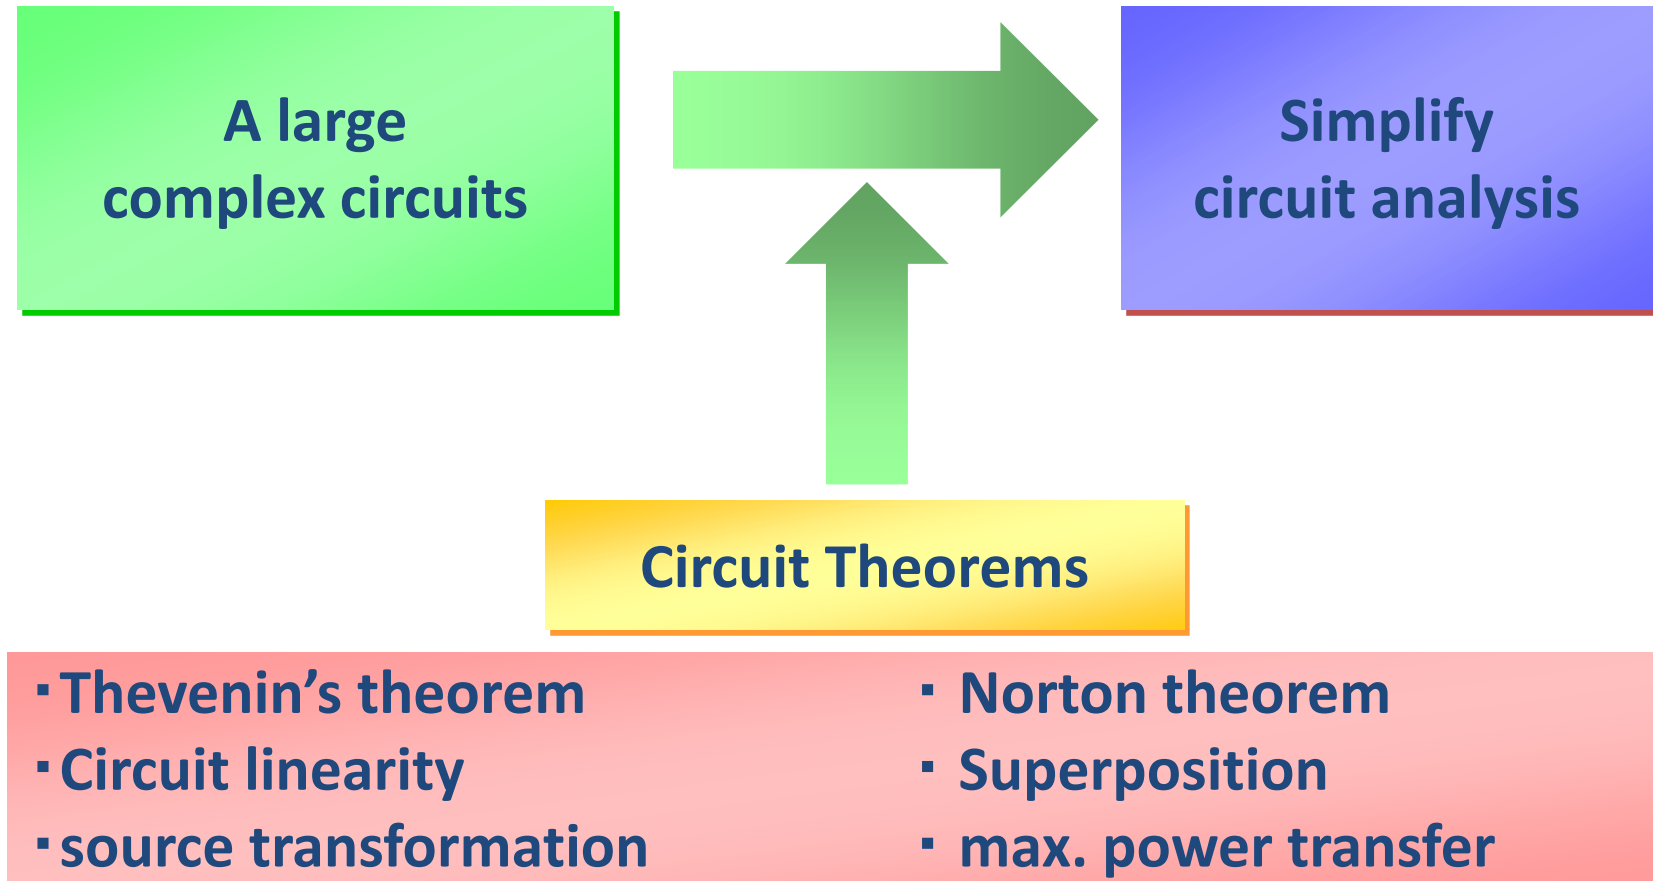 A large
complex circuits
Simplify
circuit analysis
Circuit Theorems
▪Thevenin’s theorem
▪Circuit linearity
▪source transformation
▪ Norton theorem
▪ Superposition
▪ max. power transfer